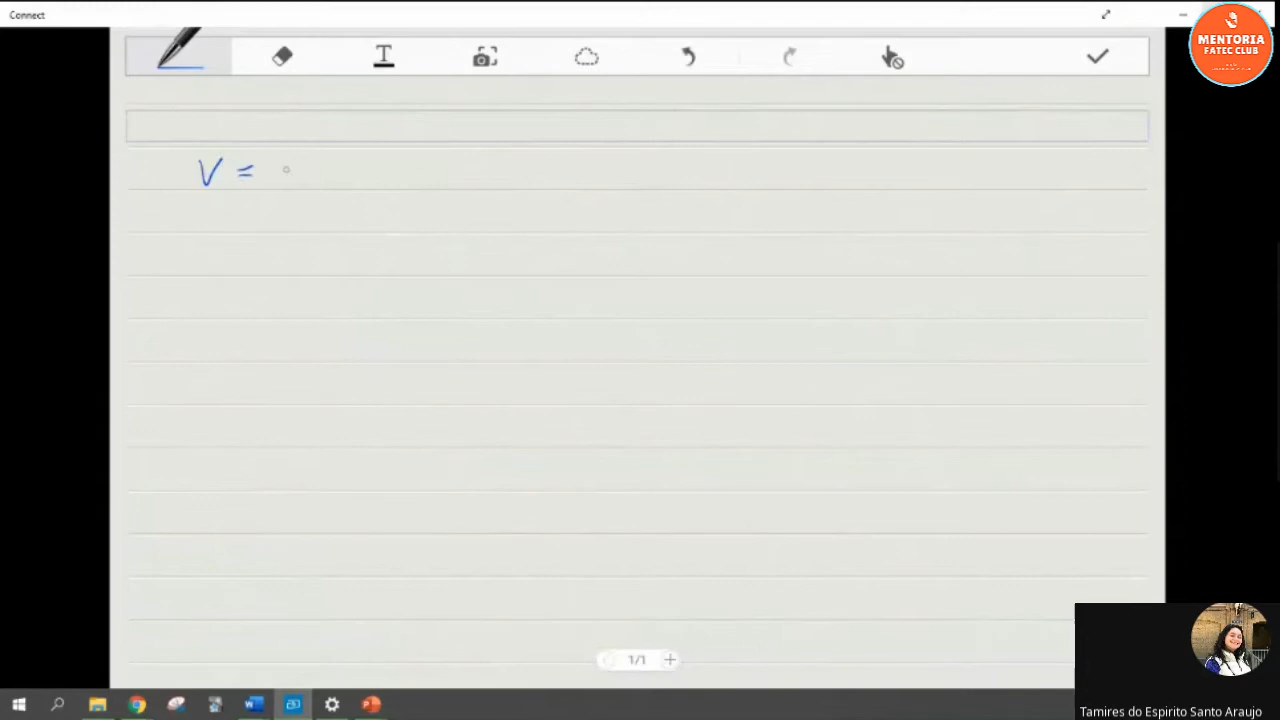 Connect
MENTORIA
FATEC CLUB
T
V =
1/1 +
Tamires do Espirito Santo Araujo